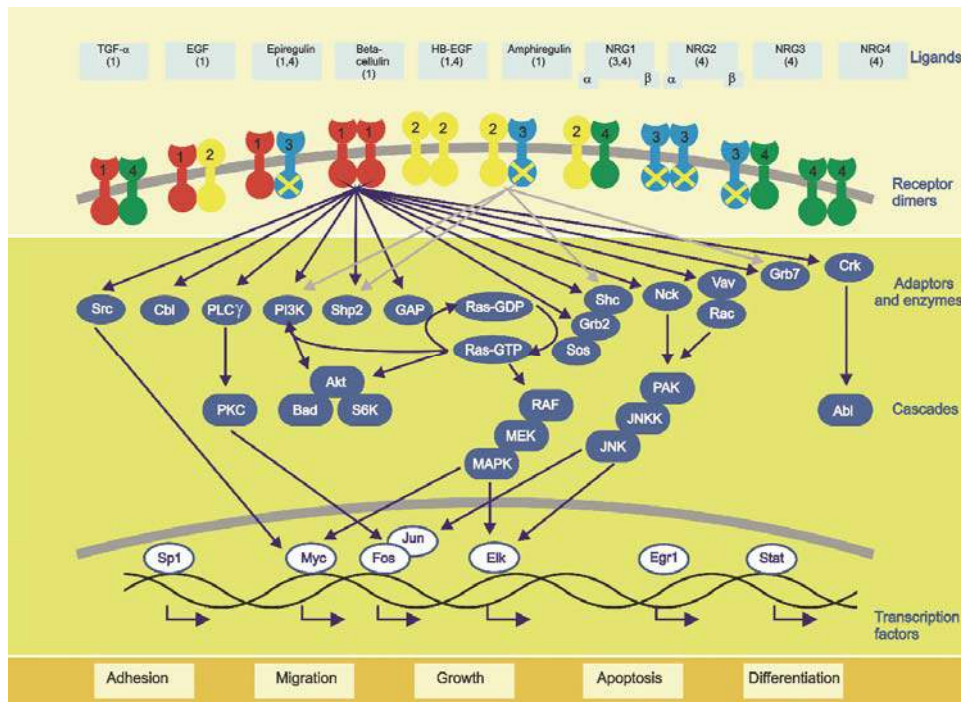 TGF-α
(1)
EGF
(1)
Epiregulin
(1,4)
Beta-
cellulin
(1)
HB-EGF
(1,4)
Amphiregulin
(1)
NRG1
(3,4)
α β
NRG2
(4)
α β
NRG3
(4)
NRG4
(4)
Ligands
1 4
1 2
1 3
1 1
2 2
2 3
2 4
3 3
3 4
4 4
Receptor
dimers
Src
Cbl
PLCγ
PI3K
Shp2
GAP
Ras-GDP
Ras-GTP
Shc
Grb2
Sos
Nck
Vav
Rac
Grb7
Crk
Adaptors
and enzymes
PKC
Akt
Bad
S6K
RAF
MEK
MAPK
PAK
JNKK
JNK
Abl
Cascades
Sp1
Myc
Fos
Jun
Elk
Egr1
Stat
Transcription
factors
Adhesion
Migration
Growth
Apoptosis
Differentiation